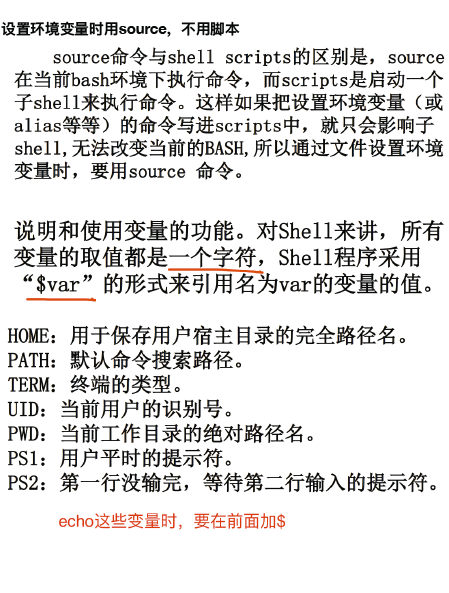 设置环境变量时用source，不用脚本
source命令与shell scripts的区别是，source
在当前bash环境下执行命令，而scripts是启动一个
子shell来执行命令。这样如果把设置环境变量（或
alias等等）的命令写进scripts中，就只会影响子
shell,无法改变当前的BASH,所以通过文件设置环境
变量时，要用source 命令。
说明和使用变量的功能。对Shell来讲，所有
变量的取值都是一个字符，Shell程序采用
“$var”的形式来引用名为var的变量的值。
HOME：用于保存用户宿主目录的完全路径名。
PATH：默认命令搜索路径。
TERM：终端的类型。
UID：当前用户的识别号。
PWD：当前工作目录的绝对路径名。
PS1：用户平时的提示符。
PS2：第一行没输完，等待第二行输入的提示符。
echo这些变量时，要在前面加$